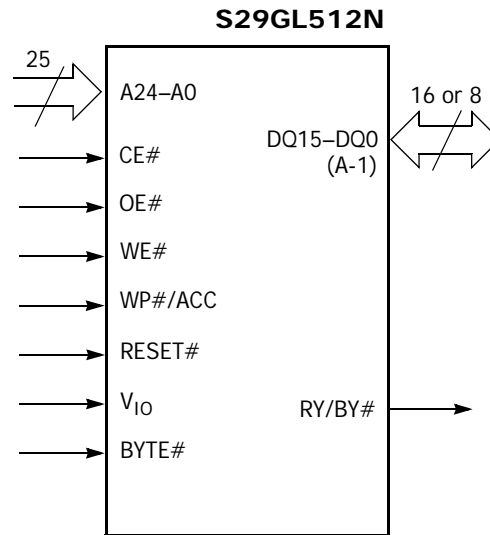 S29GL512N
25
A24–A0
16 or 8
DQ15–DQ0
(A-1)
CE#
OE#
WE#
WP#/ACC
RESET#
VIO
RY/BY#
BYTE#